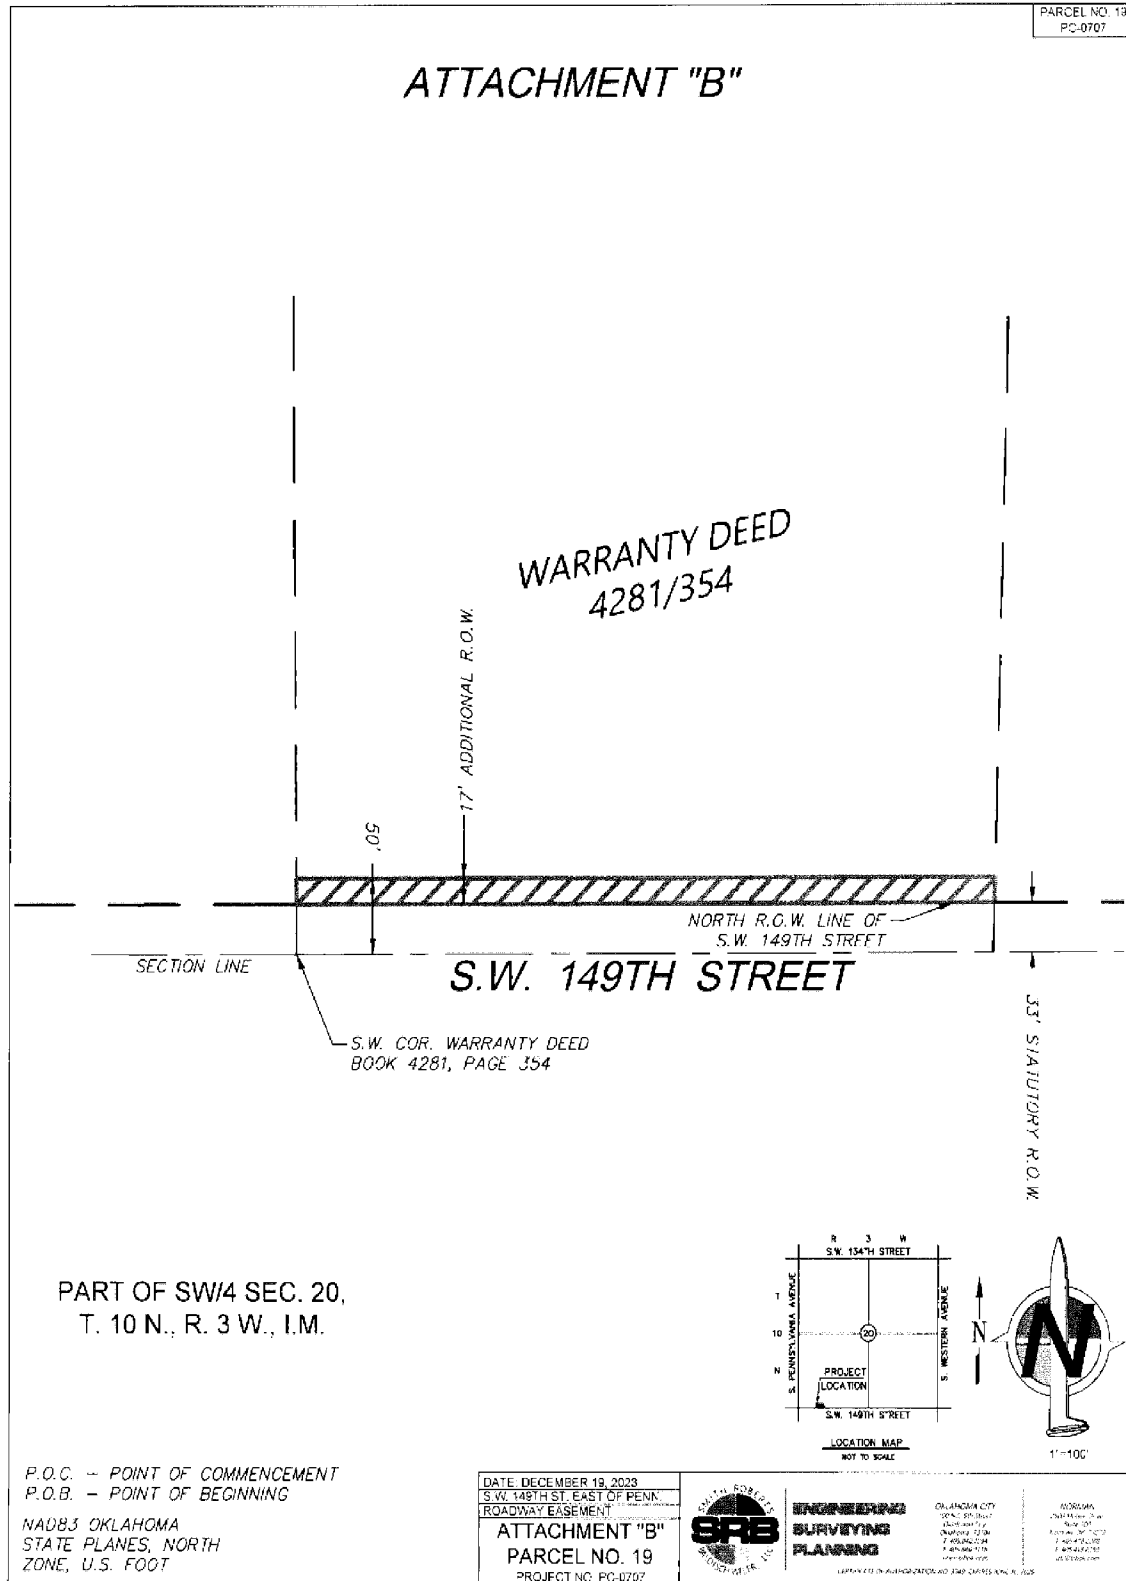 PARCEL NO. 19
PC-0707
ATTACHMENT "B"
WARRANTY DEED
4281/354
17' ADDITIONAL R.O.W.
50'
NORTH R.O.W. LINE OF
S.W. 149TH STREET
SECTION LINE
S.W. 149TH STREET
S.W. COR. WARRANTY DEED
BOOK 4281, PAGE 354
33' STATUTORY R.O.W.
PART OF SW/4 SEC. 20,
T. 10 N., R. 3 W., I.M.
R 3 W
S.W. 134TH STREET
T
10
N
S. PENNSYLVANIA AVENUE
20
S. WESTERN AVENUE
PROJECT
LOCATION
S.W. 149TH STREET
LOCATION MAP
NOT TO SCALE
N
N
1"=100'
P.O.C. - POINT OF COMMENCEMENT
P.O.B. - POINT OF BEGINNING
NAD83 OKLAHOMA
STATE PLANES, NORTH
ZONE, U.S. FOOT
DATE: DECEMBER 19, 2023
S.W. 149TH ST. EAST OF PENN.
ROADWAY EASEMENT
ATTACHMENT "B"
PARCEL NO. 19
PROJECT NO. PC-0707
SMITH ROBERTS
SRB
ENGINEERING
SURVEYING
PLANNING
OKLAHOMA CITY
NORMAN